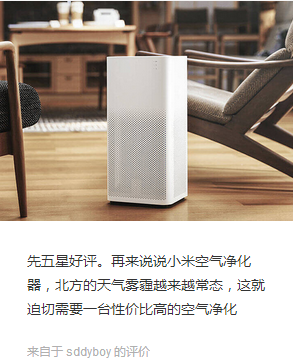 先五星好评。再来说说小米空气净化
器，北方的天气雾霾越来越常态，这就
迫切需要一台性价比高的空气净化
来自于 sddyboy 的评价